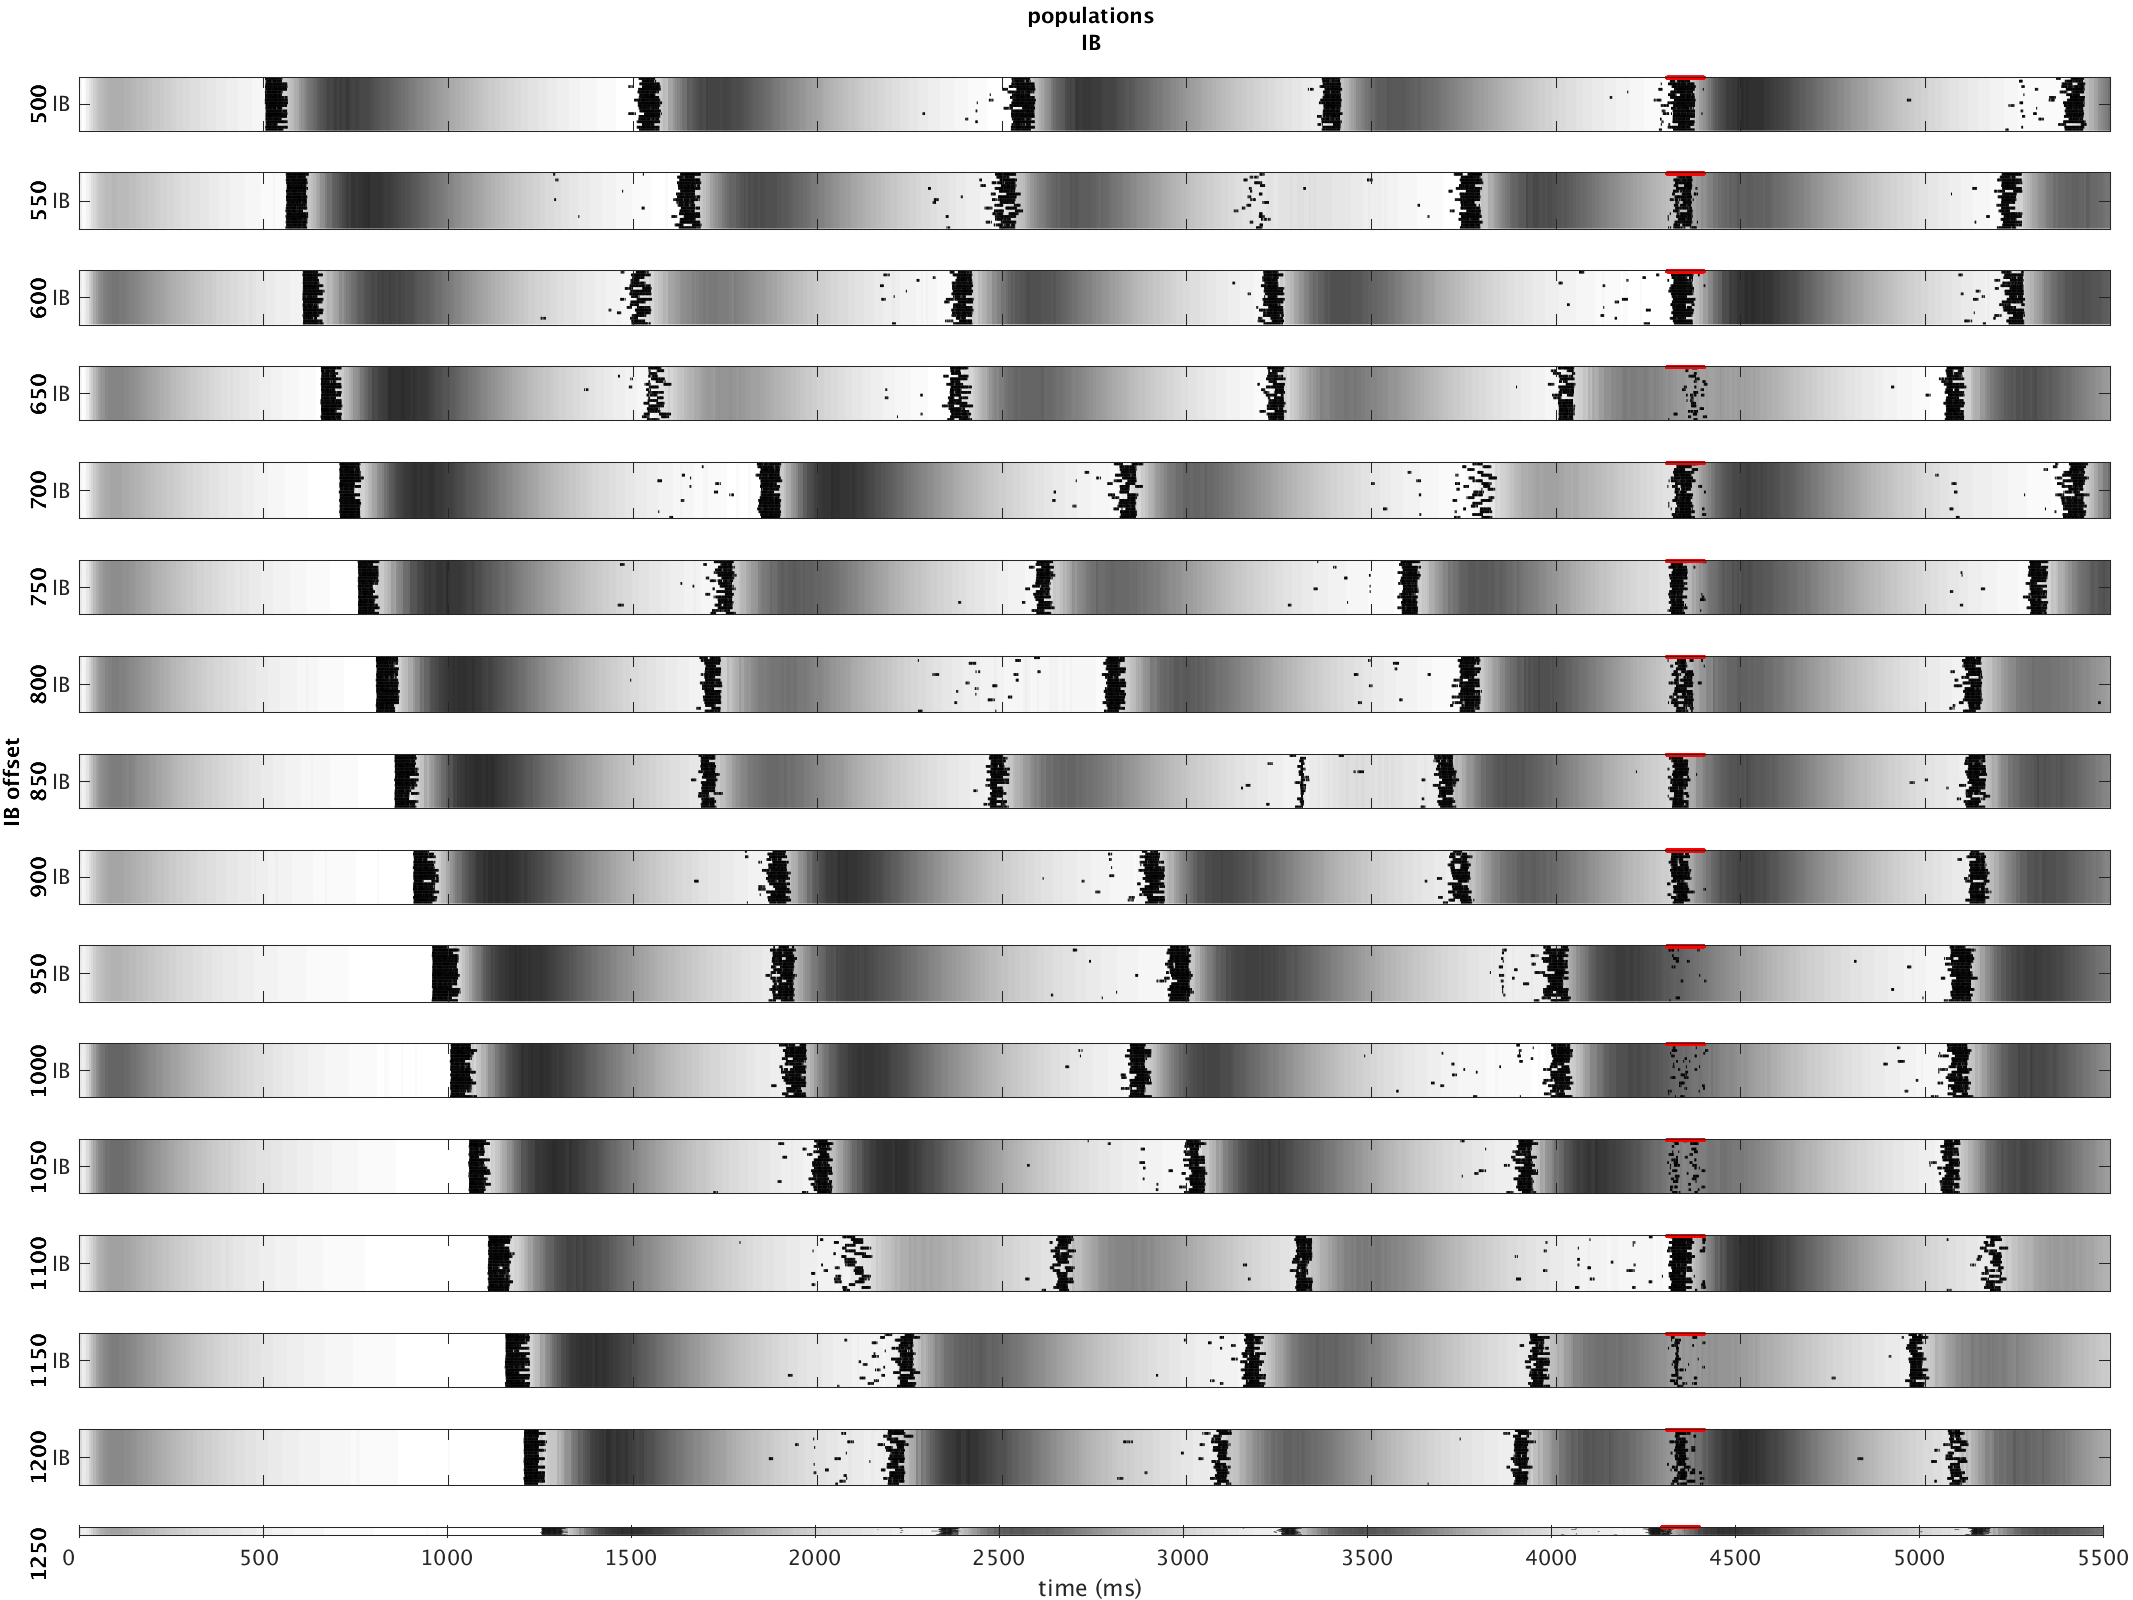 populations
IB
500 IB
550 IB
600 IB
650 IB
700 IB
750 IB
800 IB
850 IB
900 IB
950 IB
1000 IB
1050 IB
1100 IB
1150 IB
1200 IB
1250
IB offset
0 500 1000 1500 2000 2500 3000 3500 4000 4500 5000 5500
time (ms)